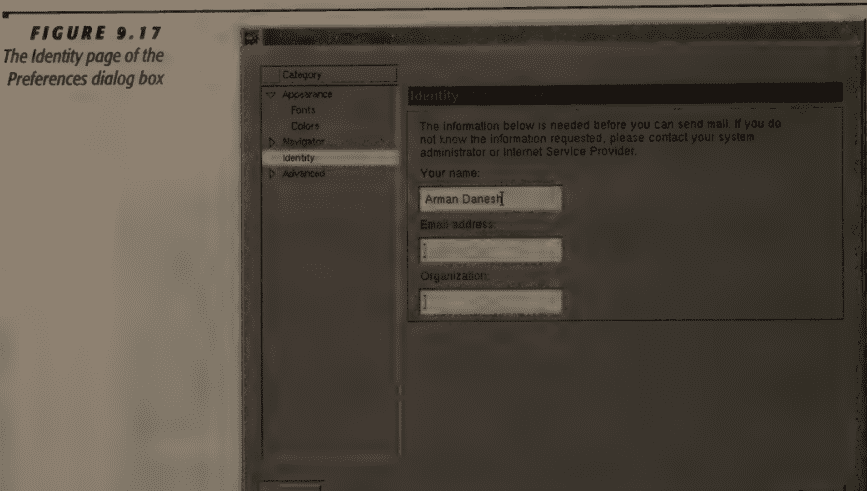 FIGURE 9.17
The Identity page of the
Preferences dialog box
Category
Appearance
Fonts
Colors
Navigator
Identity
Advanced
Identity
The information below is needed before you can send mail. If you do
not know the information requested, please contact your system
administrator or Internet Service Provider.
Your name:
Arman Danesh
Email address:
Organization: